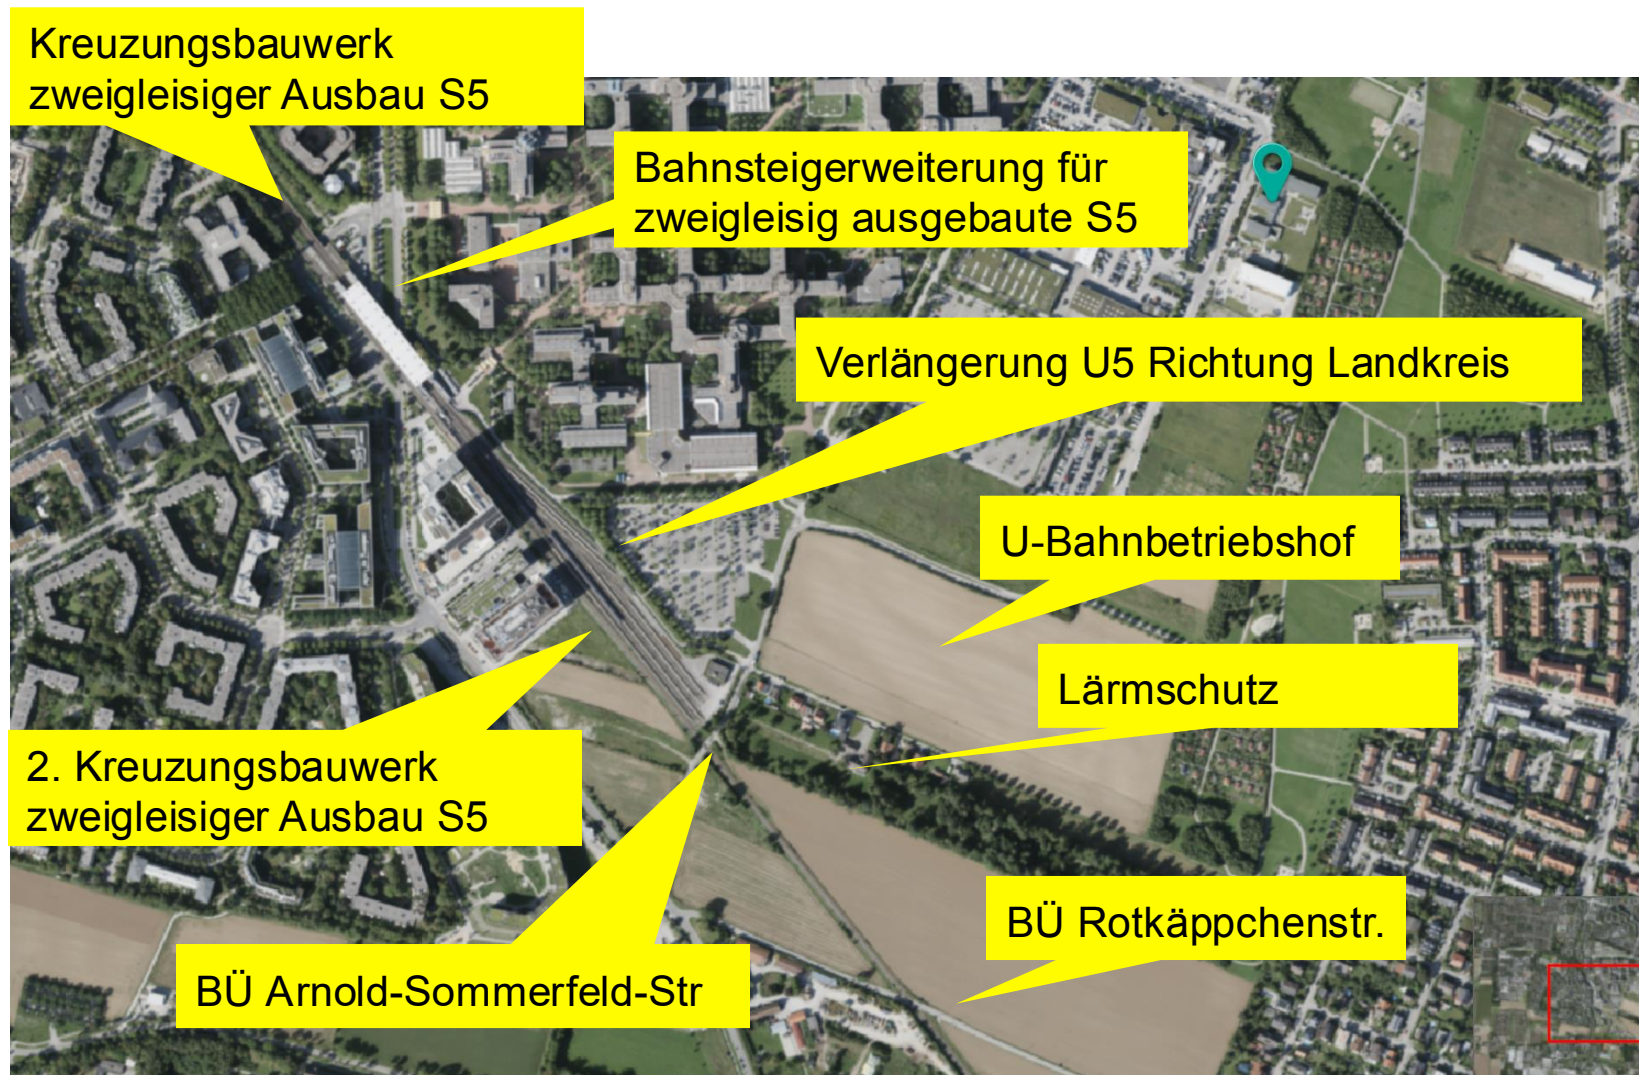 Kreuzungsbauwerk
zweigleisiger Ausbau S5
Bahnsteigerweiterung für
zweigleisig ausgebaute S5
Verlängerung U5 Richtung Landkreis
U-Bahnbetriebshof
Lärmschutz
2. Kreuzungsbauwerk
zweigleisiger Ausbau S5
BÜ Rotkäppchenstr.
BÜ Arnold-Sommerfeld-Str